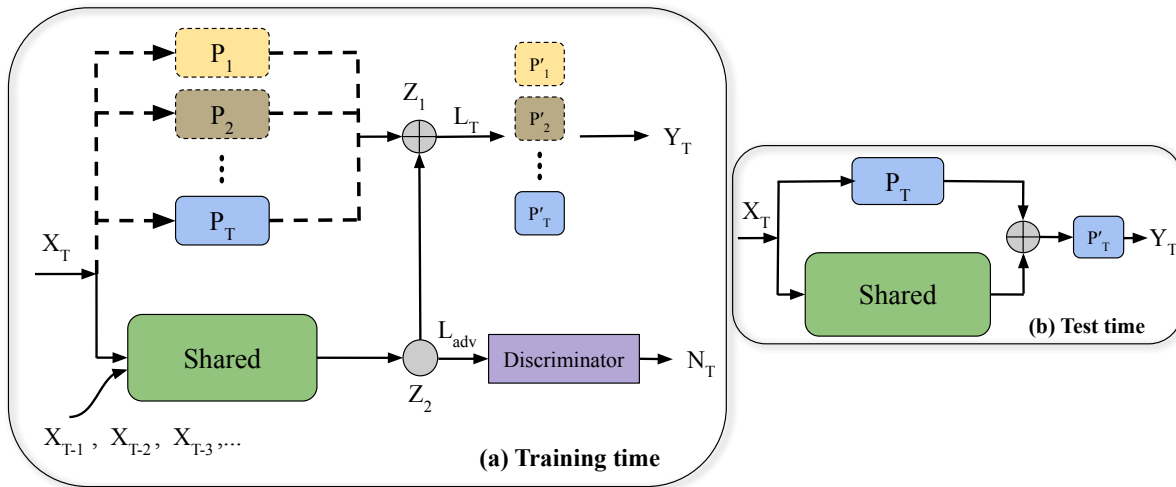 P1
P2
PT
XT
Shared
XT-1 , XT-2 , XT-3 ,...
Z1
LT
Z2
Ladv
Discriminator
NT
P'1
P'2
P'T
YT
(a) Training time
XT
PT
Shared
P'T
YT
(b) Test time